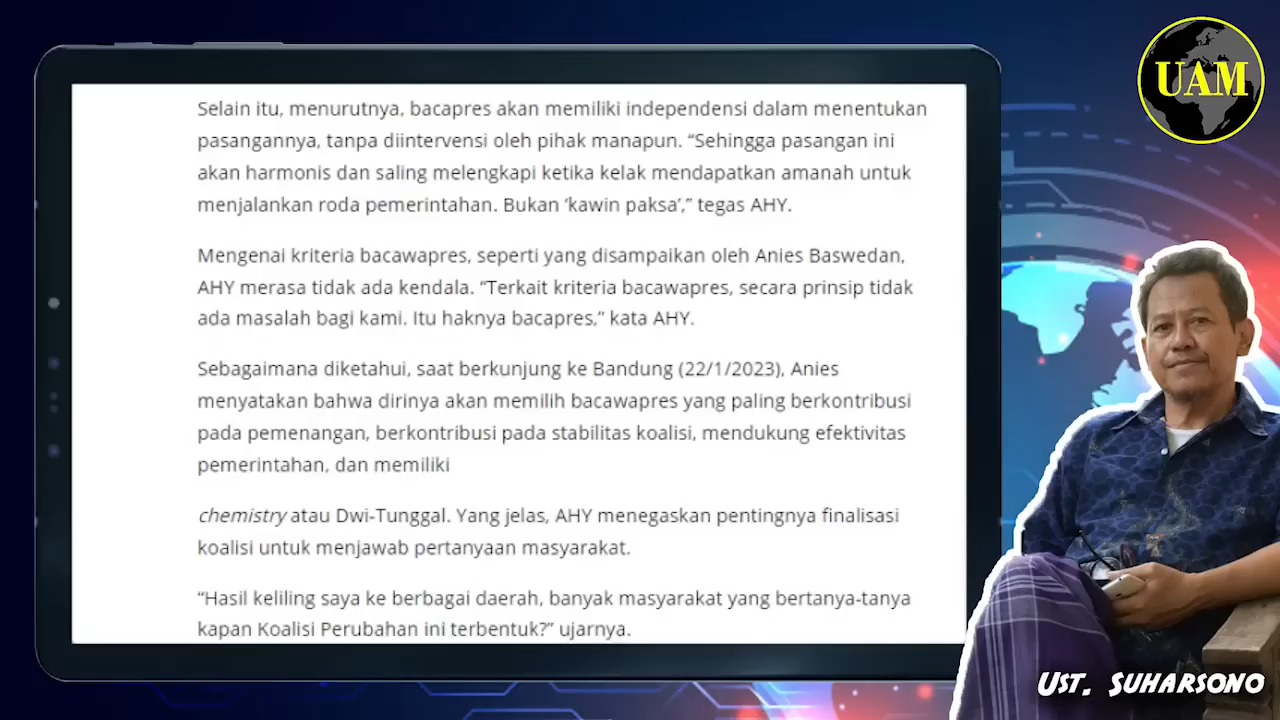 Selain itu, menurutnya, bacapres akan memiliki independensi dalam menentukan
pasangannya, tanpa diintervensi oleh pihak manapun. “Sehingga pasangan ini
akan harmonis dan saling melengkapi ketika kelak mendapatkan amanah untuk
menjalankan roda pemerintahan. Bukan ‘kawin paksa’,” tegas AHY.
Mengenai kriteria bacawapres, seperti yang disampaikan oleh Anies Baswedan,
AHY merasa tidak ada kendala. “Terkait kriteria bacawapres, secara prinsip tidak
ada masalah bagi kami. Itu haknya bacapres,” kata AHY.
Sebagaimana diketahui, saat berkunjung ke Bandung (22/1/2023), Anies
menyatakan bahwa dirinya akan memilih bacawapres yang paling berkontribusi
pada pemenangan, berkontribusi pada stabilitas koalisi, mendukung efektivitas
pemerintahan, dan memiliki
chemistry atau Dwi-Tunggal. Yang jelas, AHY menegaskan pentingnya finalisasi
koalisi untuk menjawab pertanyaan masyarakat.
“Hasil keliling saya ke berbagai daerah, banyak masyarakat yang bertanya-tanya
kapan Koalisi Perubahan ini terbentuk?” ujarnya.
UAM
UST. SUHARSONO